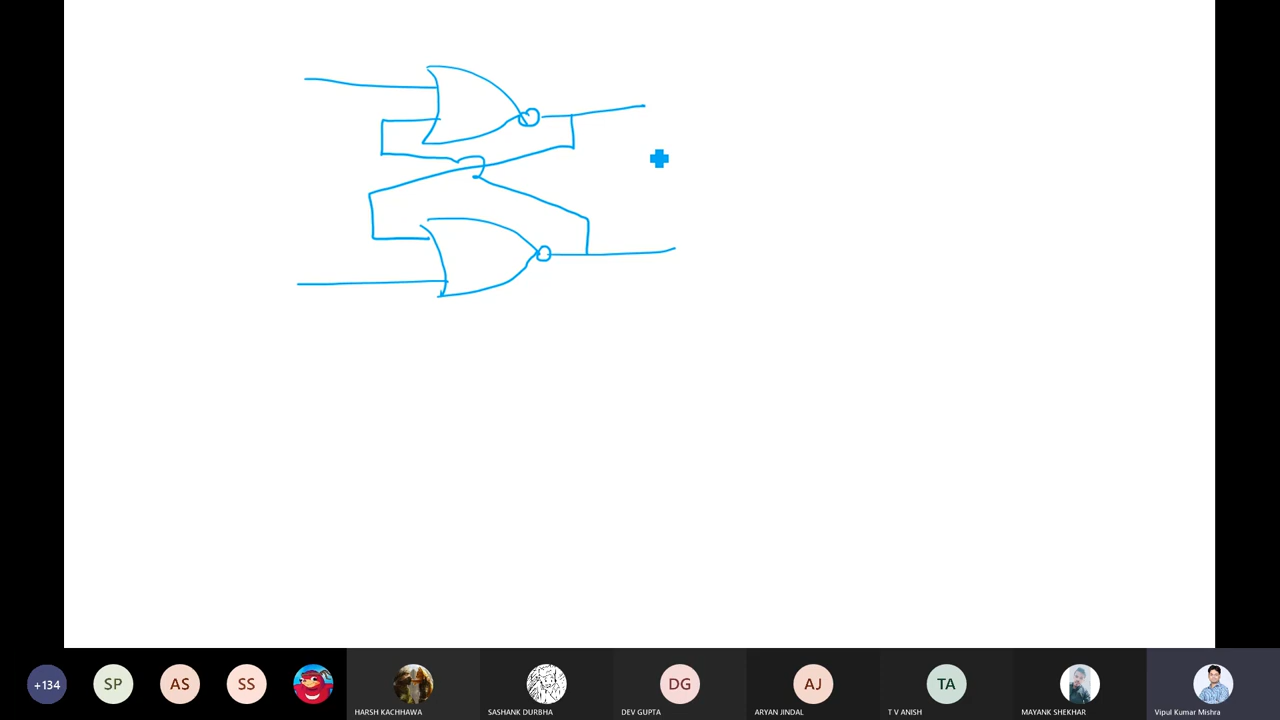 +134
SP
AS
SS
DG
AJ
TA
HARSH KACHHAWA
SASHANK DURBHA
DEV GUPTA
ARYAN JINDAL
T V ANISH
MAYANK SHEKHAR
Vipul Kumar Mishra